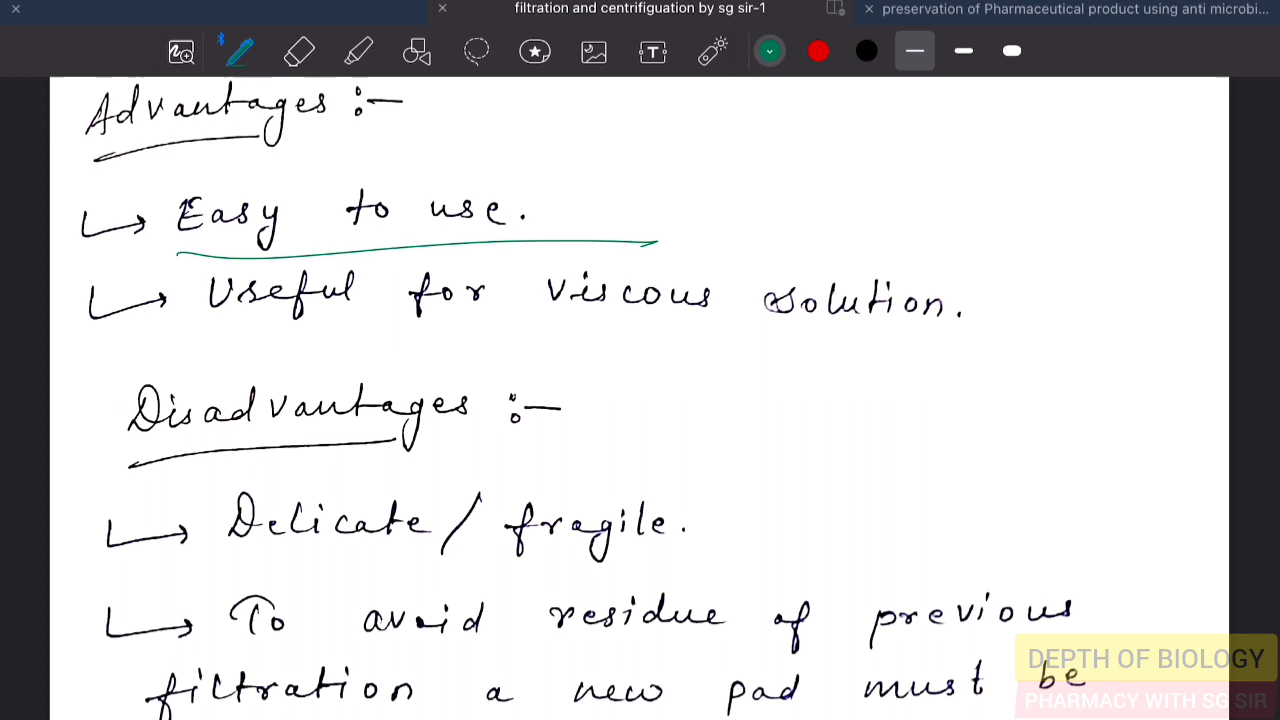 filtration and centrifiguation by sg sir-1
preservation of Pharmaceutical product using anti microbi...
Advantages :-
Easy to use.
Useful for viscous solution.
Disadvantages :-
Delicate/fragile.
To avoid residue of previous
filtration a new pad must be
DEPTH OF BIOLOGY
PHARMACY WITH SG SIR